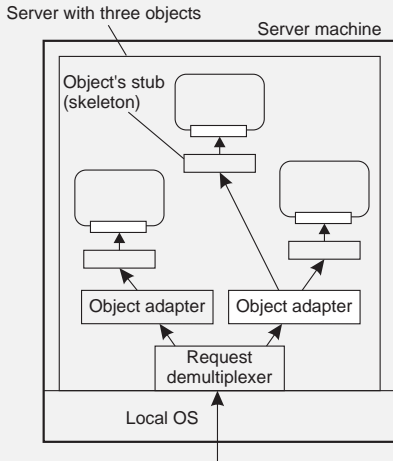 Server with three objects
Server machine
Object's stub
(skeleton)
Object adapter
Object adapter
Request
demultiplexer
Local OS